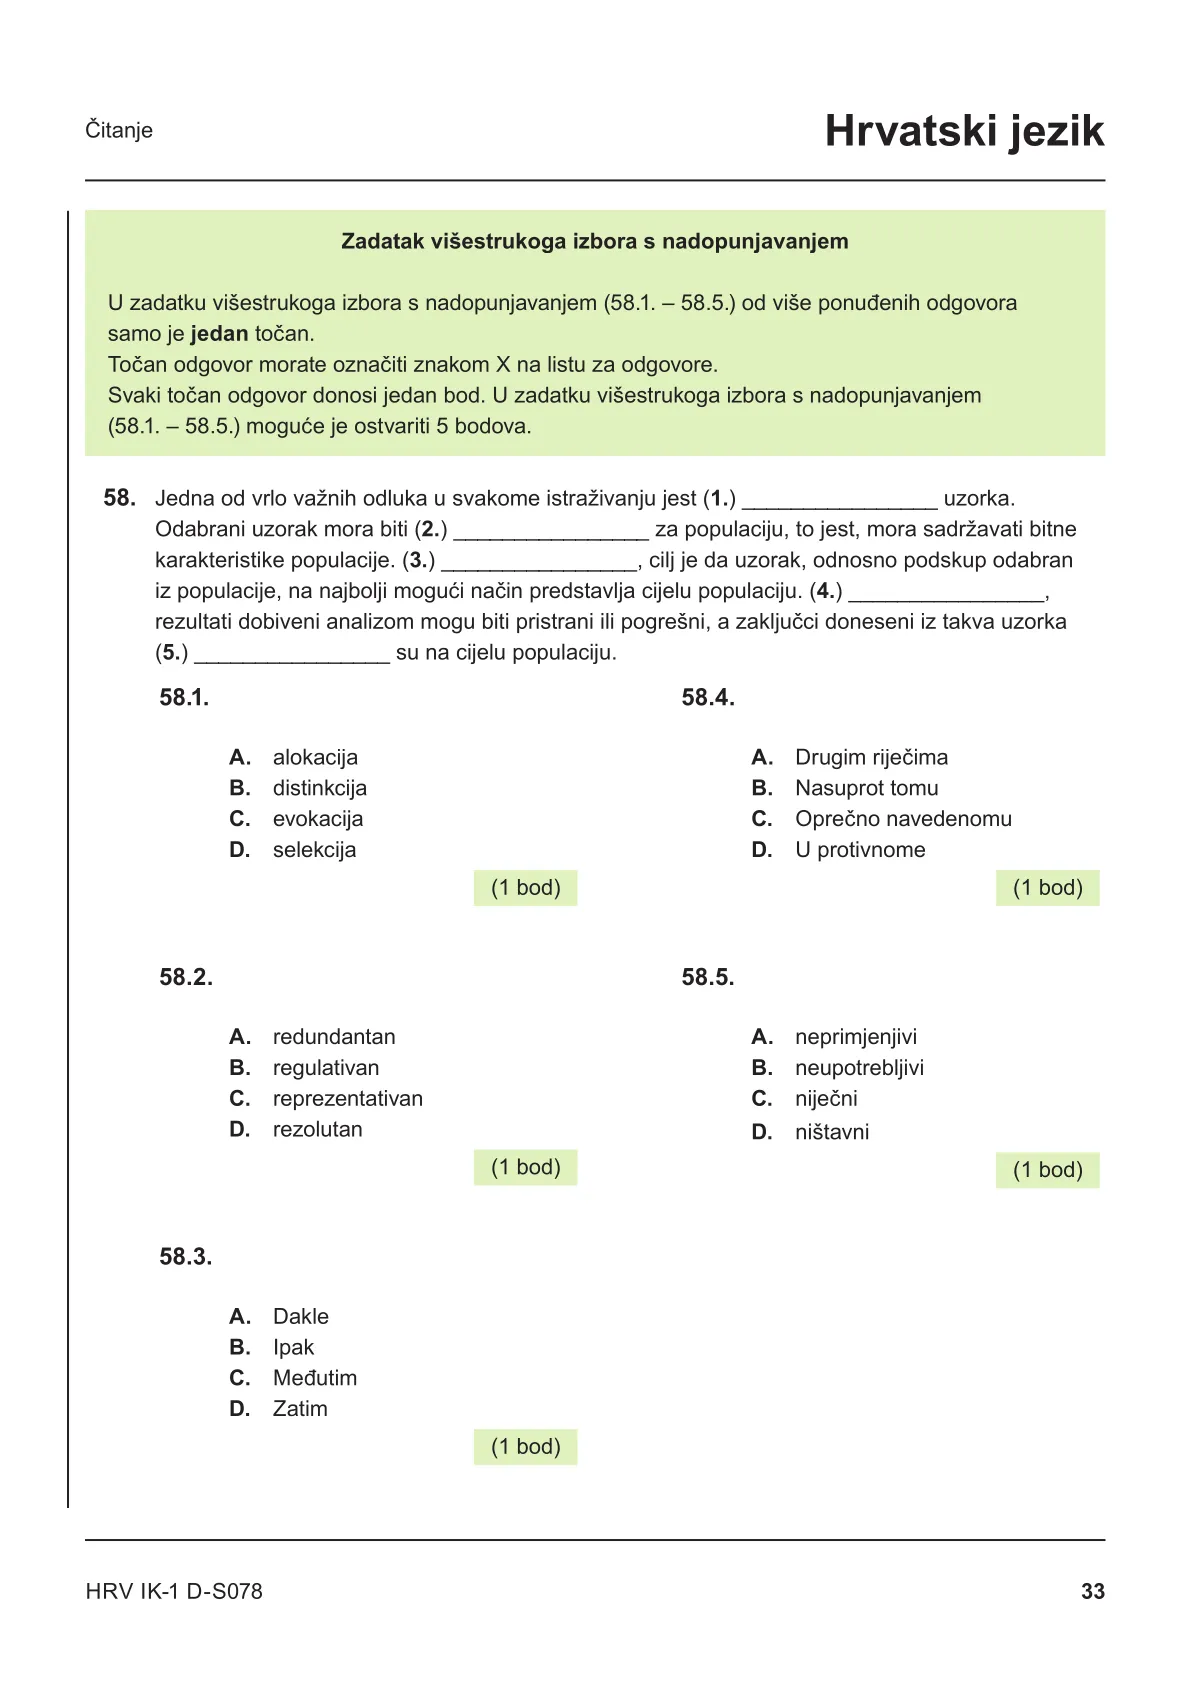 Čitanje
Hrvatski jezik
Zadatak višestrukoga izbora s nadopunjavanjem
U zadatku višestrukoga izbora s nadopunjavanjem (58.1. – 58.5.) od više ponuđenih odgovora
samo je jedan točan.
Točan odgovor morate označiti znakom X na listu za odgovore.
Svaki točan odgovor donosi jedan bod. U zadatku višestrukoga izbora s nadopunjavanjem
(58.1. – 58.5.) moguće je ostvariti 5 bodova.
58. Jedna od vrlo važnih odluka u svakome istraživanju jest (1.) ________________ uzorka.
Odabrani uzorak mora biti (2.) ________________ za populaciju, to jest, mora sadržavati bitne
karakteristike populacije. (3.) ________________, cilj je da uzorak, odnosno podskup odabran
iz populacije, na najbolji mogući način predstavlja cijelu populaciju. (4.) ________________,
rezultati dobiveni analizom mogu biti pristrani ili pogrešni, a zaključci doneseni iz takva uzorka
(5.) ________________ su na cijelu populaciju.
58.1.
A. alokacija
B. distinkcija
C. evokacija
D. selekcija
(1 bod)
58.2.
A. redundantan
B. regulativan
C. reprezentativan
D. rezolutan
(1 bod)
58.3.
A. Dakle
B. Ipak
C. Međutim
D. Zatim
(1 bod)
58.4.
A. Drugim riječima
B. Nasuprot tomu
C. Oprečno navedenomu
D. U protivnome
(1 bod)
58.5.
A. neprimjenjivi
B. neupotrebljivi
C. niječni
D. ništavni
(1 bod)
HRV IK-1 D-S078
33